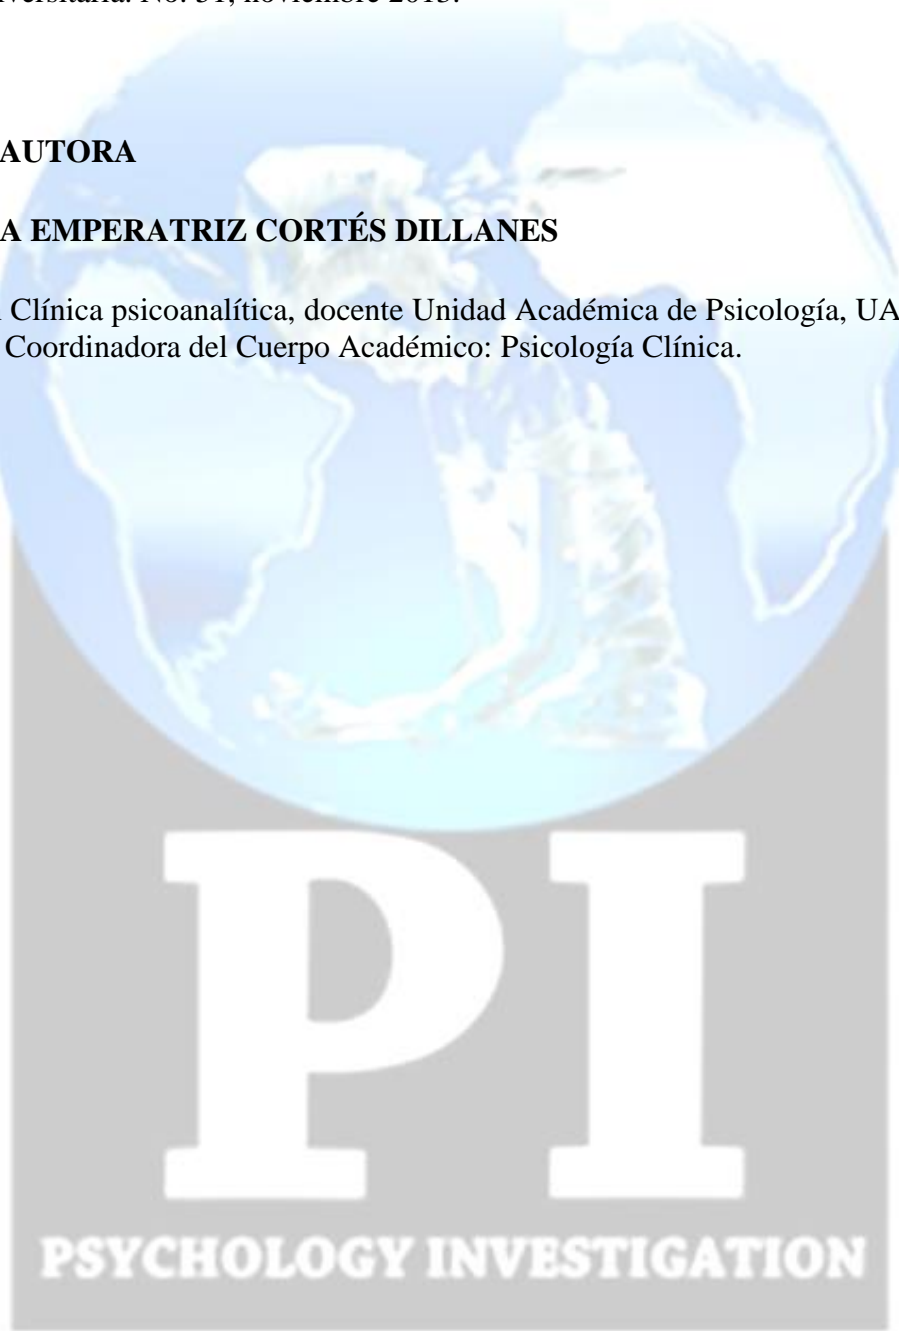 AUTORA
A EMPERATRIZ CORTÉS DILLANES
Clínica psicoanalítica, docente Unidad Académica de Psicología, UA
Coordinadora del Cuerpo Académico: Psicología Clínica.
PI
PSYCHOLOGY INVESTIGATION